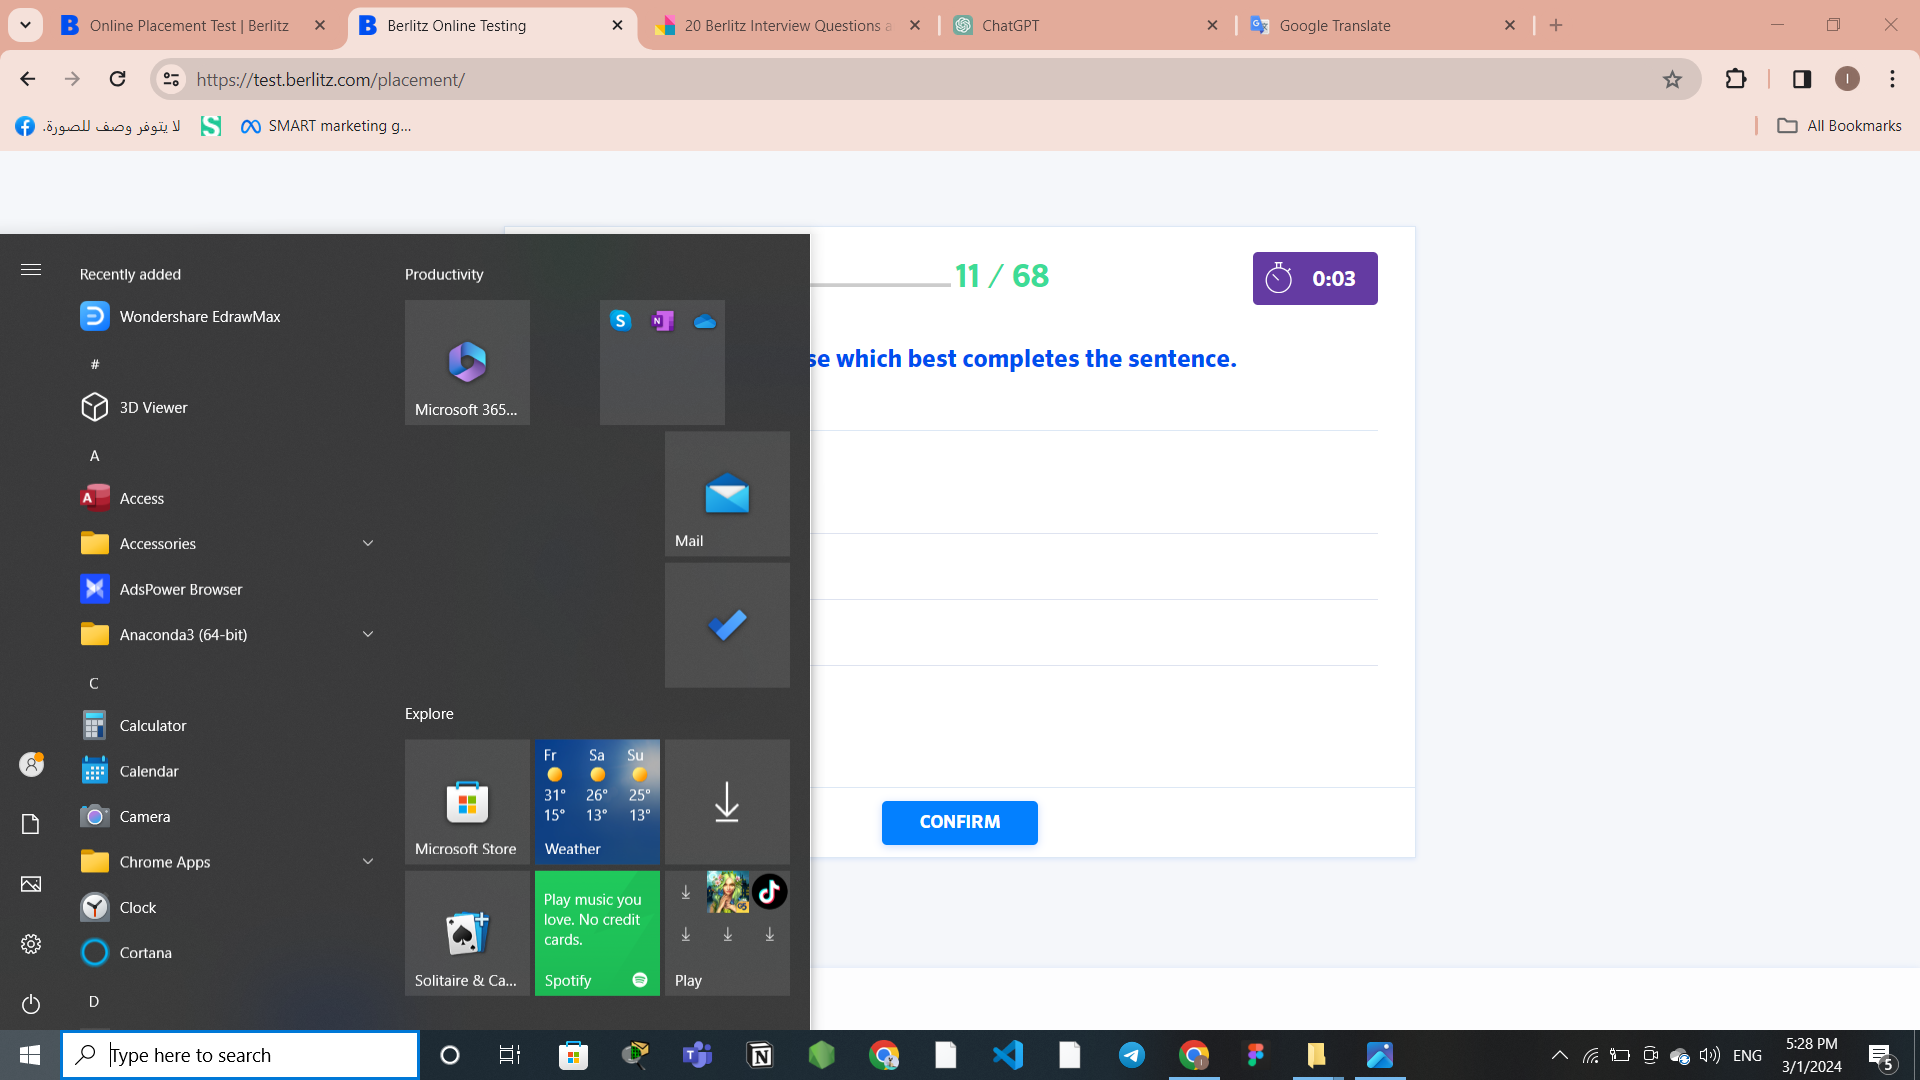 Online Placement Test | Berlitz
Berlitz Online Testing
20 Berlitz Interview Questions a
ChatGPT
Google Translate
https://test.berlitz.com/placement/
I
لا يتوفر وصف للصورة.
SMART marketing g...
All Bookmarks
11 / 68
0:03
se which best completes the sentence.
CONFIRM
Recently added
Wondershare EdrawMax
#
3D Viewer
A
Access
Accessories
AdsPower Browser
Anaconda3 (64-bit)
C
Calculator
Calendar
Camera
Chrome Apps
Clock
Cortana
D
Productivity
Microsoft 365...
Mail
Explore
Microsoft Store
Fr Sa Su
31° 26° 25°
15° 13° 13°
Weather
Solitaire & Ca...
Play music you
love. No credit
cards.
Spotify
Play
Type here to search
ENG
5:28 PM
3/1/2024
5